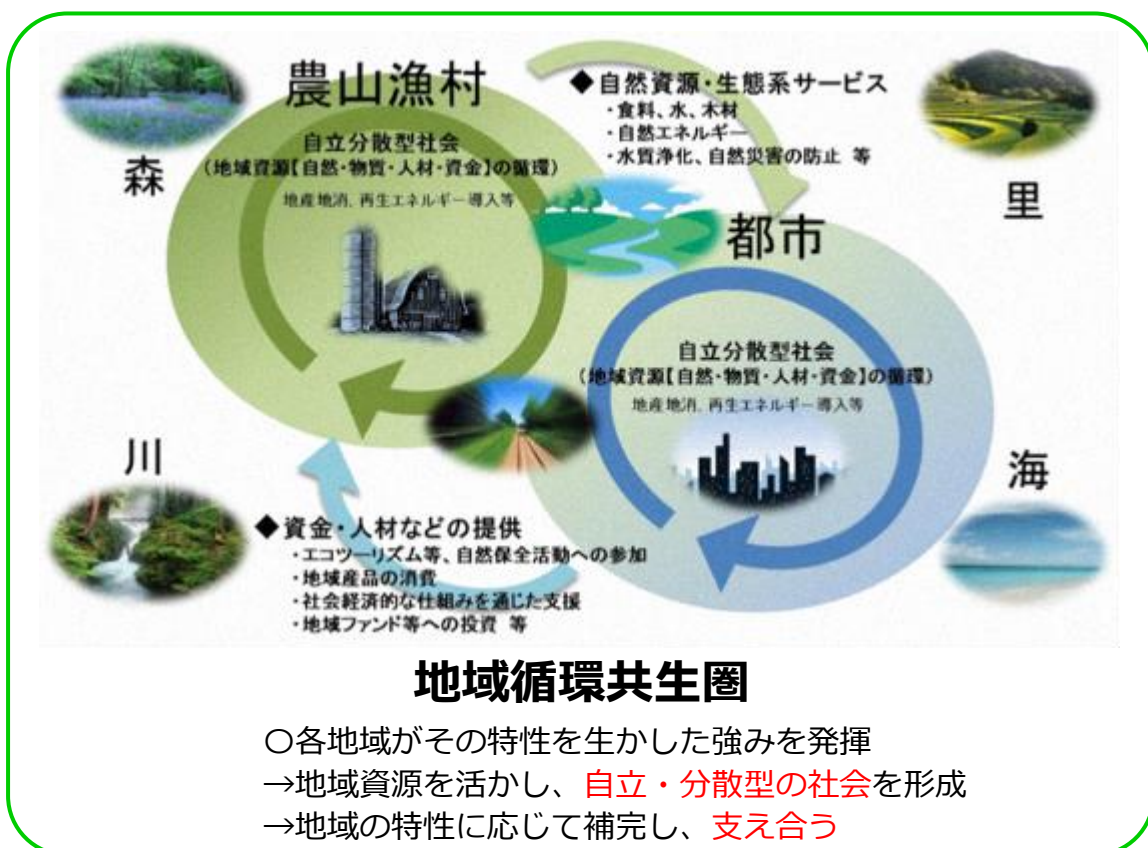 農山漁村
自立分散型社会
(地域資源【自然・物質・人材・資金】の循環)
地産地消、再生エネルギー導入等
森
◆自然資源・生態系サービス
・食料、水、木材
・自然エネルギー
・水質浄化、自然災害の防止 等
里
都市
自立分散型社会
(地域資源【自然・物質・人材・資金】の循環)
地産地消、再生エネルギー導入等
川
◆資金・人材などの提供
・エコツーリズム等、自然保全活動への参加
・地域産品の消費
・社会経済的な仕組みを通じた支援
・地域ファンド等への投資 等
海
地域循環共生圏
〇各地域がその特性を生かした強みを発揮
→地域資源を活かし、自立・分散型の社会を形成
→地域の特性に応じて補完し、支え合う